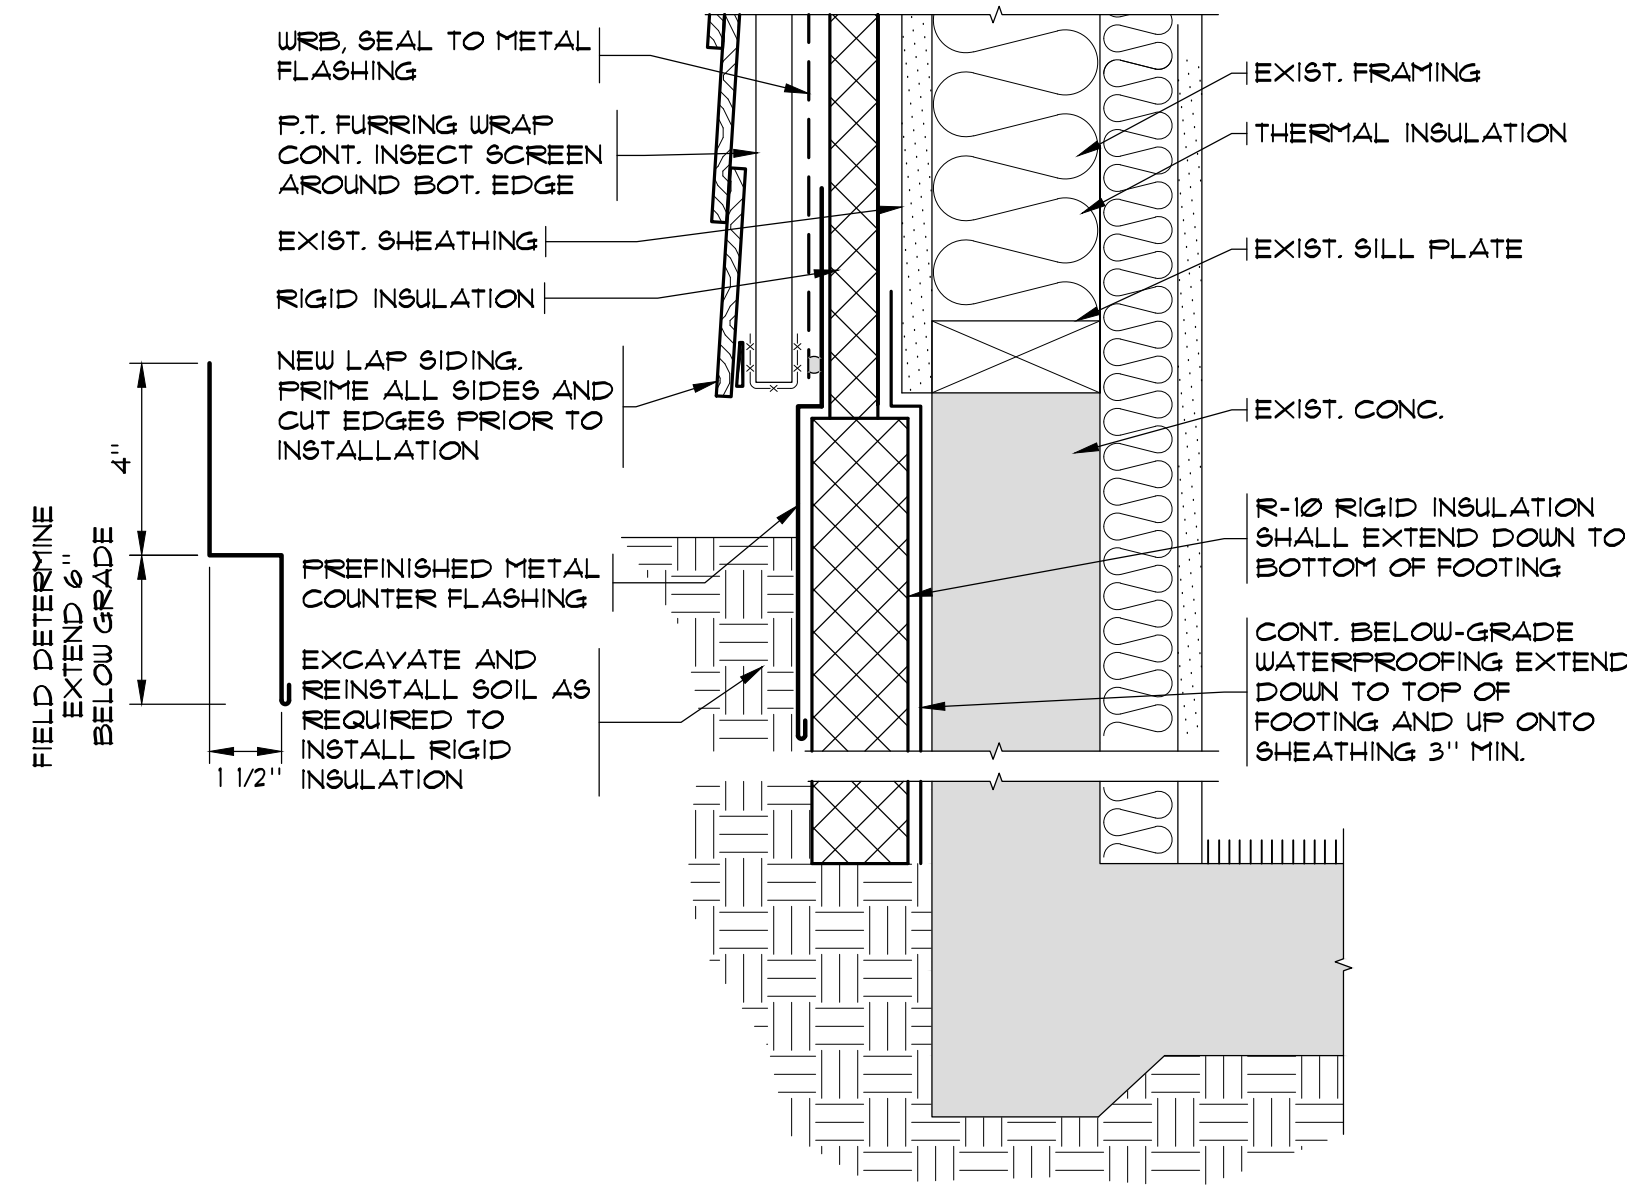 WRB, SEAL TO METAL
FLASHING
P.T. FURRING WRAP
CONT. INSECT SCREEN
AROUND BOT. EDGE
EXIST. SHEATHING
RIGID INSULATION
NEW LAP SIDING.
PRIME ALL SIDES AND
CUT EDGES PRIOR TO
INSTALLATION
4"
FIELD DETERMINE
EXTEND 6"
BELOW GRADE
1 1/2"
PREFINISHED METAL
COUNTER FLASHING
EXCAVATE AND
REINSTALL SOIL AS
REQUIRED TO
INSTALL RIGID
INSULATION
EXIST. FRAMING
THERMAL INSULATION
EXIST. SILL PLATE
EXIST. CONC.
R-10 RIGID INSULATION
SHALL EXTEND DOWN TO
BOTTOM OF FOOTING
CONT. BELOW-GRADE
WATERPROOFING EXTEND
DOWN TO TOP OF
FOOTING AND UP ONTO
SHEATHING 3" MIN.